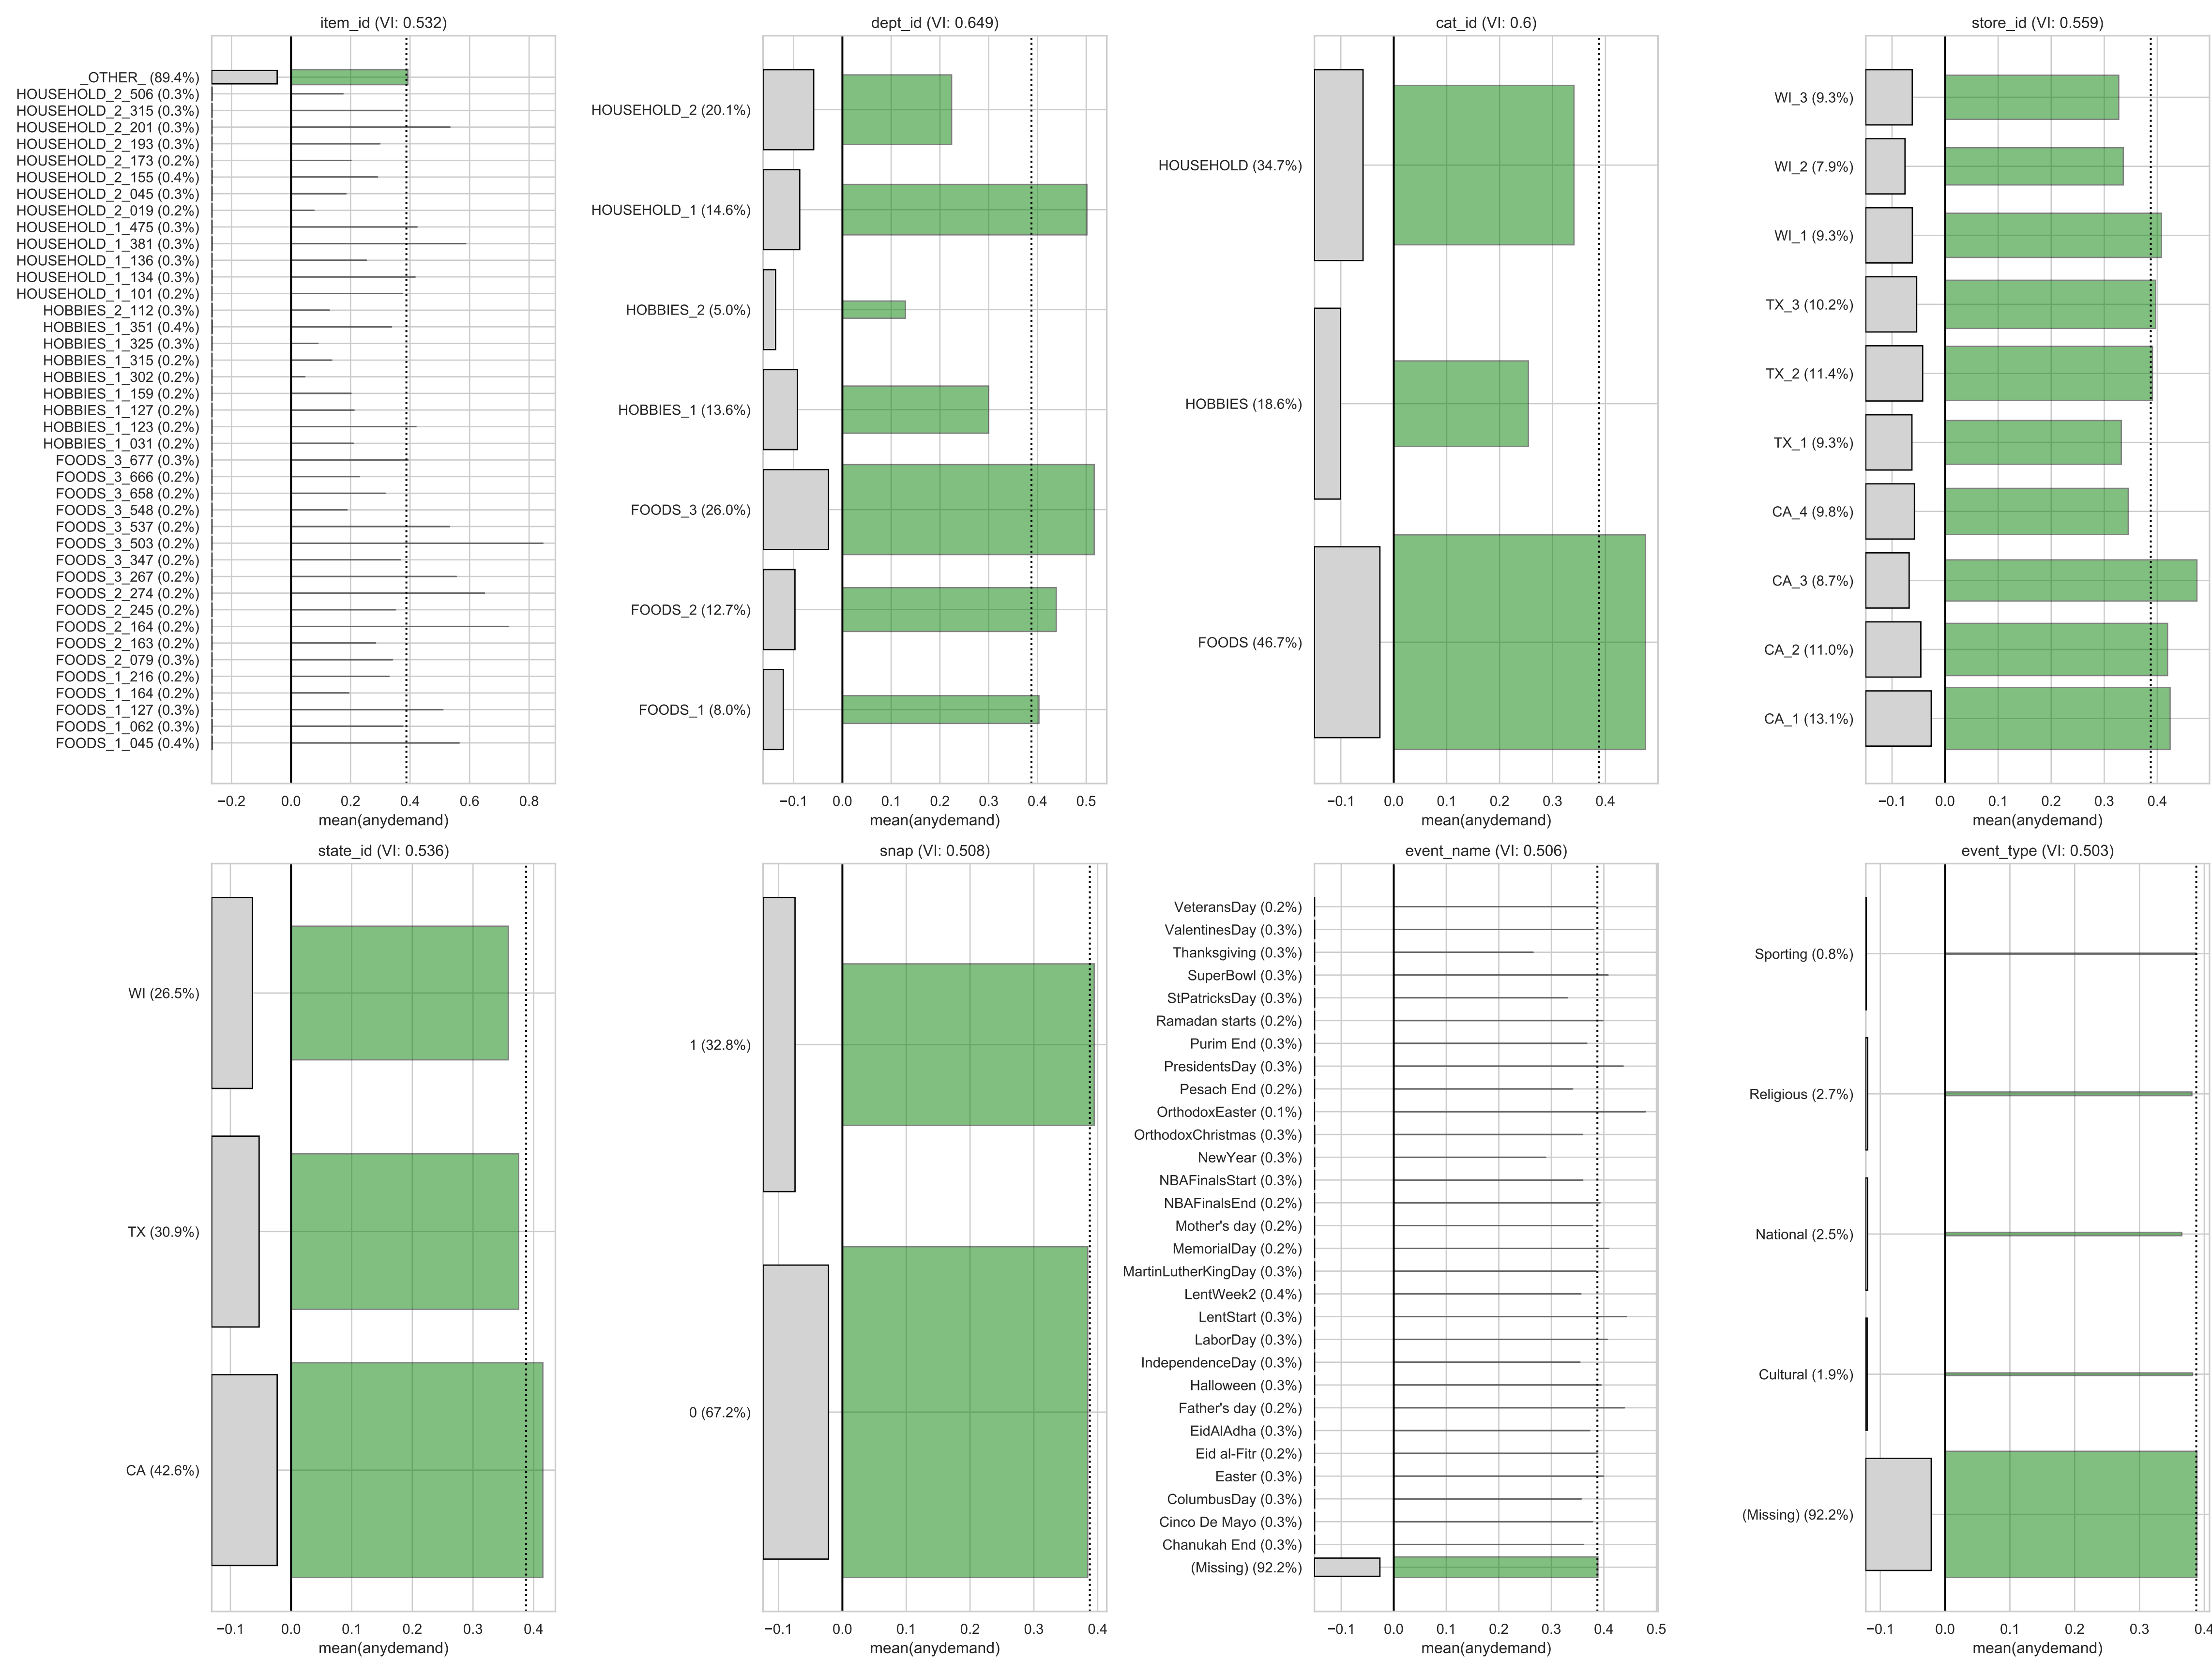 item_id (VI: 0.532)
_OTHER_ (89.4%)
HOUSEHOLD_2_506 (0.3%)
HOUSEHOLD_2_315 (0.3%)
HOUSEHOLD_2_201 (0.3%)
HOUSEHOLD_2_193 (0.3%)
HOUSEHOLD_2_173 (0.2%)
HOUSEHOLD_2_155 (0.4%)
HOUSEHOLD_2_045 (0.3%)
HOUSEHOLD_2_019 (0.2%)
HOUSEHOLD_1_475 (0.3%)
HOUSEHOLD_1_381 (0.3%)
HOUSEHOLD_1_136 (0.3%)
HOUSEHOLD_1_134 (0.3%)
HOUSEHOLD_1_101 (0.2%)
HOBBIES_2_112 (0.3%)
HOBBIES_1_351 (0.4%)
HOBBIES_1_325 (0.3%)
HOBBIES_1_315 (0.2%)
HOBBIES_1_302 (0.2%)
HOBBIES_1_159 (0.2%)
HOBBIES_1_127 (0.2%)
HOBBIES_1_123 (0.2%)
HOBBIES_1_031 (0.2%)
FOODS_3_677 (0.3%)
FOODS_3_666 (0.2%)
FOODS_3_658 (0.2%)
FOODS_3_548 (0.2%)
FOODS_3_537 (0.2%)
FOODS_3_503 (0.2%)
FOODS_3_347 (0.2%)
FOODS_3_267 (0.2%)
FOODS_2_274 (0.2%)
FOODS_2_245 (0.2%)
FOODS_2_164 (0.2%)
FOODS_2_163 (0.2%)
FOODS_2_079 (0.3%)
FOODS_1_216 (0.2%)
FOODS_1_164 (0.2%)
FOODS_1_127 (0.3%)
FOODS_1_062 (0.3%)
FOODS_1_045 (0.4%)
−0.2 0.0 0.2 0.4 0.6 0.8
mean(anydemand)
dept_id (VI: 0.649)
HOUSEHOLD_2 (20.1%)
HOUSEHOLD_1 (14.6%)
HOBBIES_2 (5.0%)
HOBBIES_1 (13.6%)
FOODS_3 (26.0%)
FOODS_2 (12.7%)
FOODS_1 (8.0%)
−0.1 0.0 0.1 0.2 0.3 0.4 0.5
mean(anydemand)
cat_id (VI: 0.6)
HOUSEHOLD (34.7%)
HOBBIES (18.6%)
FOODS (46.7%)
−0.1 0.0 0.1 0.2 0.3 0.4
mean(anydemand)
store_id (VI: 0.559)
WI_3 (9.3%)
WI_2 (7.9%)
WI_1 (9.3%)
TX_3 (10.2%)
TX_2 (11.4%)
TX_1 (9.3%)
CA_4 (9.8%)
CA_3 (8.7%)
CA_2 (11.0%)
CA_1 (13.1%)
−0.1 0.0 0.1 0.2 0.3 0.4
mean(anydemand)
state_id (VI: 0.536)
WI (26.5%)
TX (30.9%)
CA (42.6%)
−0.1 0.0 0.1 0.2 0.3 0.4
mean(anydemand)
snap (VI: 0.508)
1 (32.8%)
0 (67.2%)
−0.1 0.0 0.1 0.2 0.3 0.4
mean(anydemand)
event_name (VI: 0.506)
VeteransDay (0.2%)
ValentinesDay (0.3%)
Thanksgiving (0.3%)
SuperBowl (0.3%)
StPatricksDay (0.3%)
Ramadan starts (0.2%)
Purim End (0.3%)
PresidentsDay (0.3%)
Pesach End (0.2%)
OrthodoxEaster (0.1%)
OrthodoxChristmas (0.3%)
NewYear (0.3%)
NBAFinalsStart (0.3%)
NBAFinalsEnd (0.2%)
Mother's day (0.2%)
MemorialDay (0.2%)
MartinLutherKingDay (0.3%)
LentWeek2 (0.4%)
LentStart (0.3%)
LaborDay (0.3%)
IndependenceDay (0.3%)
Halloween (0.3%)
Father's day (0.2%)
EidAlAdha (0.3%)
Eid al-Fitr (0.2%)
Easter (0.3%)
ColumbusDay (0.3%)
Cinco De Mayo (0.3%)
Chanukah End (0.3%)
(Missing) (92.2%)
−0.1 0.0 0.1 0.2 0.3 0.4 0.5
mean(anydemand)
event_type (VI: 0.503)
Sporting (0.8%)
Religious (2.7%)
National (2.5%)
Cultural (1.9%)
(Missing) (92.2%)
−0.1 0.0 0.1 0.2 0.3 0.4
mean(anydemand)